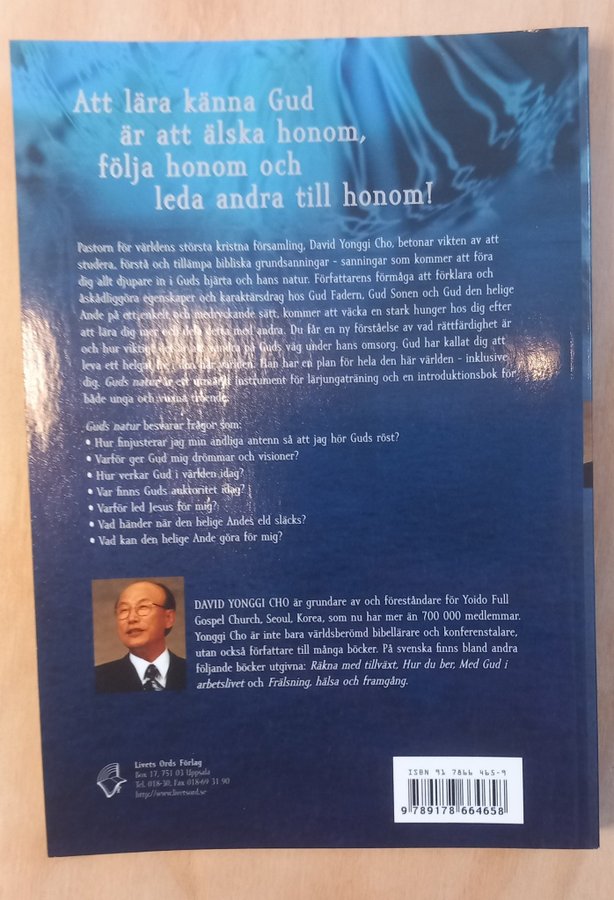 Att lära känna Gud
är att älska honom,
följa honom och
leda andra till honom!
Pastorn för världens största kristna församling, David Yonggi Cho, betonar vikten av att
studera, förstå och tillämpa bibliska grundsanningar - sanningar som kommer att föra
dig allt djupare in i Guds hjärta och hans natur. Författarens förmåga att förklara och
åskådliggöra egenskaper och karaktärsdrag hos Gud Fadern, Gud Sonen och Gud den helige
Ande på ett enkelt och medryckande sätt, kommer att väcka en stark hunger hos dig efter
att lära dig mer och dela detta med andra. Du får en ny förståelse av vad rättfärdighet är
och hur viktigt det är att vandra på Guds väg under hans omsorg. Gud har kallat dig att
leva ett helgat liv i den här världen. Han har en plan för hela den här världen - inklusive
dig. Guds natur är ett utmärkt instrument för lärjungaträning och en introduktionsbok för
både unga och vuxna troende.
Guds natur besvarar frågor som:
• Hur finjusterar jag min andliga antenn så att jag hör Guds röst?
• Varför ger Gud mig drömmar och visioner?
• Hur verkar Gud i världen idag?
• Var finns Guds auktoritet idag?
• Varför led Jesus för mig?
• Vad händer när den helige Andes eld släcks?
• Vad kan den helige Ande göra för mig?
DAVID YONGGI CHO är grundare av och föreståndare för Yoido Full
Gospel Church, Seoul, Korea, som nu har mer än 700 000 medlemmar.
Yonggi Cho är inte bara världsberömd bibellärare och konferenstalare,
utan också författare till många böcker. På svenska finns bland andra
följande böcker utgivna: Räkna med tillväxt, Hur du ber, Med Gud i
arbetslivet och Frälsning, hälsa och framgång.
Livets Ords Förlag
Box 17, 751 03 Uppsala
Tel. 018-10, Fax 018-69 31 90
http://www.livetsord.se
ISBN 91 7866 465-9
9 789178 664658